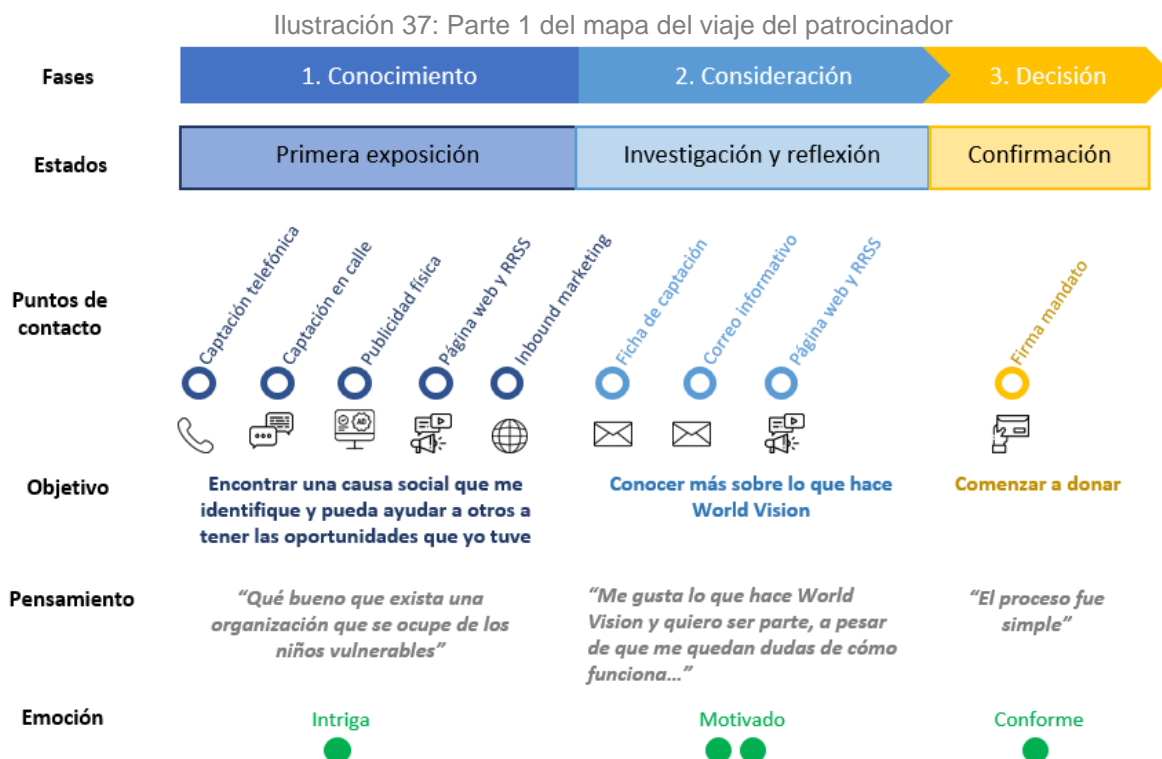 Ilustración 37: Parte 1 del mapa del viaje del patrocinador
Fases
1. Conocimiento
2. Consideración
3. Decisión
Estados
Primera exposición
Investigación y reflexión
Confirmación
Puntos de
contacto
Captación telefónica
Captación en calle
Publicidad física
Página web y RRSS
Inbound marketing
Ficha de captación
Correo informativo
Página web y RRSS
Firma mandato
AD
Objetivo
Encontrar una causa social que me
identifique y pueda ayudar a otros a
tener las oportunidades que yo tuve
Conocer más sobre lo que hace
World Vision
Comenzar a donar
Pensamiento
“Qué bueno que exista una
organización que se ocupe de los
niños vulnerables”
“Me gusta lo que hace World
Vision y quiero ser parte, a pesar
de que me quedan dudas de cómo
funciona...”
“El proceso fue
simple”
Emoción
Intriga
Motivado
Conforme